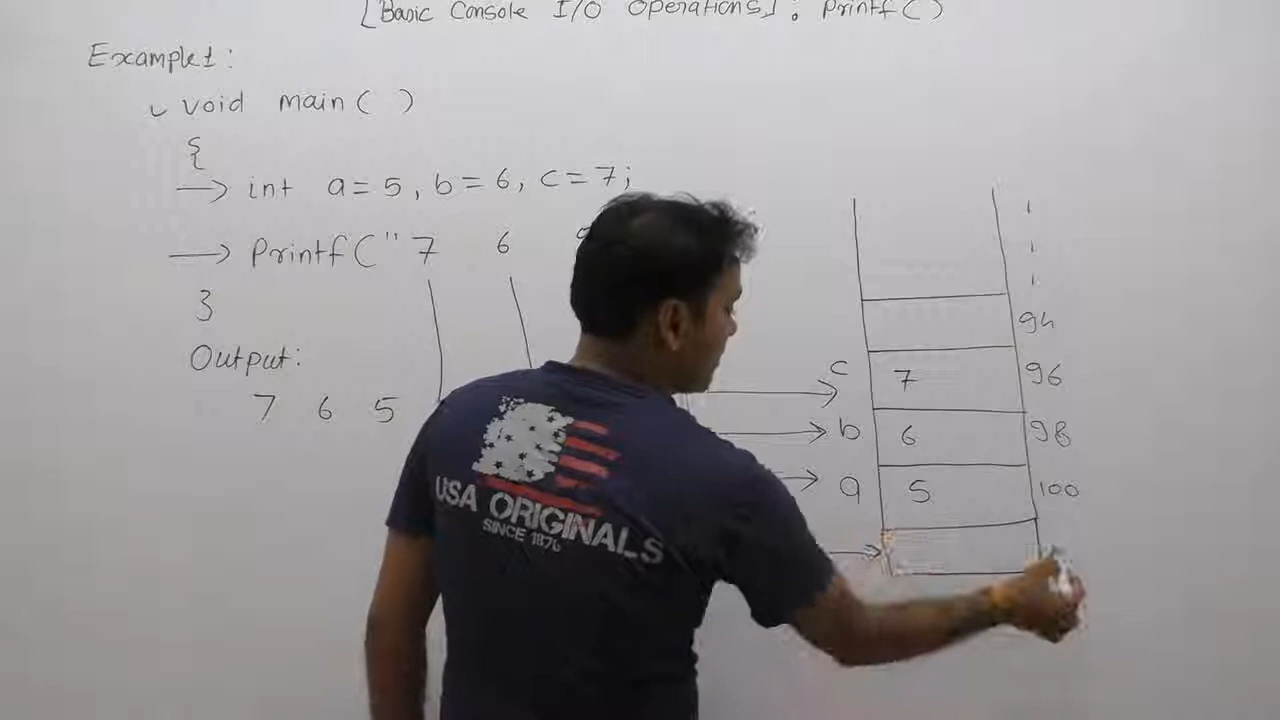 [Basic Console I/O Operations] : Printf( )
Example1:
void main( )
{
int a=5, b=6, c=7;
Printf(" 7 6
}
Output:
7 6 5
94
c 7 96
b 6 98
a 5 100
USA ORIGINALS
SINCE 1876